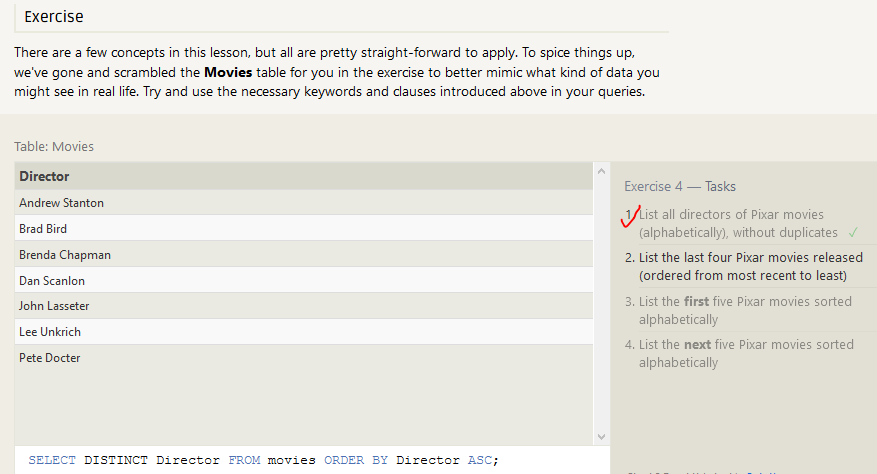 Exercise
There are a few concepts in this lesson, but all are pretty straight-forward to apply. To spice things up,
we've gone and scrambled the Movies table for you in the exercise to better mimic what kind of data you
might see in real life. Try and use the necessary keywords and clauses introduced above in your queries.
Table: Movies
Director
Andrew Stanton
Brad Bird
Brenda Chapman
Dan Scanlon
John Lasseter
Lee Unkrich
Pete Docter
SELECT DISTINCT Director FROM movies ORDER BY Director ASC;
Exercise 4 — Tasks
1. List all directors of Pixar movies
(alphabetically), without duplicates ✓
2. List the last four Pixar movies released
(ordered from most recent to least)
3. List the first five Pixar movies sorted
alphabetically
4. List the next five Pixar movies sorted
alphabetically